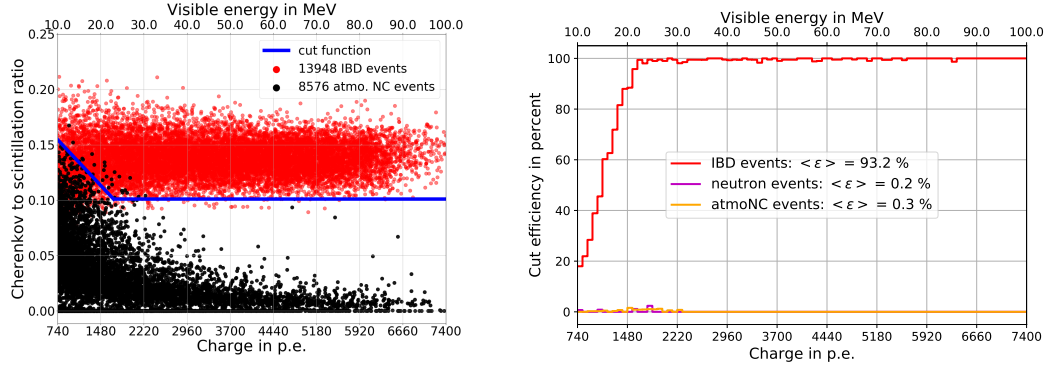 Visible energy in MeV
10.0 20.0 30.0 40.0 50.0 60.0 70.0 80.0 90.0 100.0
0.25
0.20
0.15
0.10
0.05
0.00
Cherenkov to scintillation ratio
cut function
13948 IBD events
8576 atmo. NC events
740 1480 2220 2960 3700 4440 5180 5920 6660 7400
Charge in p.e.
Visible energy in MeV
10.0 20.0 30.0 40.0 50.0 60.0 70.0 80.0 90.0 100.0
100
80
60
40
20
0
Cut efficiency in percent
IBD events: < ε > = 93.2 %
neutron events: < ε > = 0.2 %
atmoNC events: < ε > = 0.3 %
740 1480 2220 2960 3700 4440 5180 5920 6660 7400
Charge in p.e.